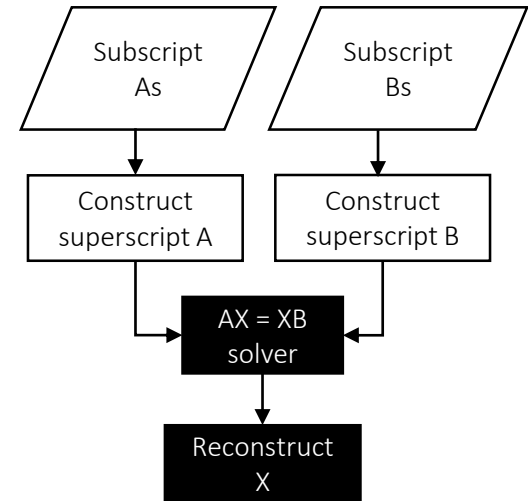 Subscript
As
Subscript
Bs
Construct
superscript A
Construct
superscript B
AX = XB
solver
Reconstruct
X